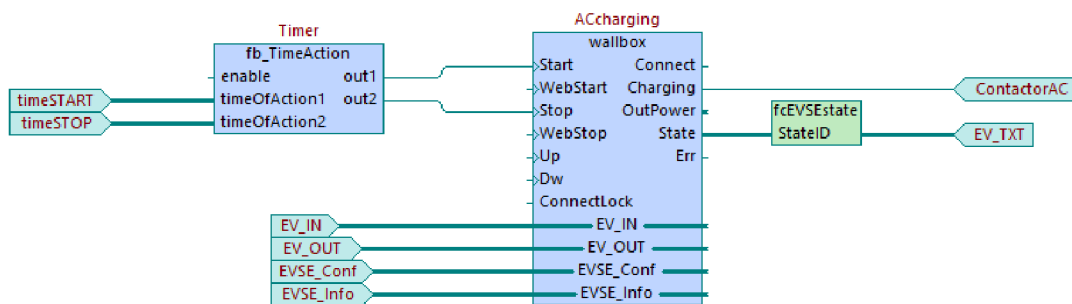 Timer
fb_TimeAction
enable out1
timeOfAction1 out2
timeOfAction2
timeSTART
timeSTOP
ACcharging
wallbox
Start Connect
WebStart Charging
Stop OutPower
WebStop State
Up Err
Dw
ConnectLock
EV_IN EV_IN
EV_OUT EV_OUT
EVSE_Conf EVSE_Conf
EVSE_Info EVSE_Info
fcEVSEstate
StateID
ContactorAC
EV_TXT